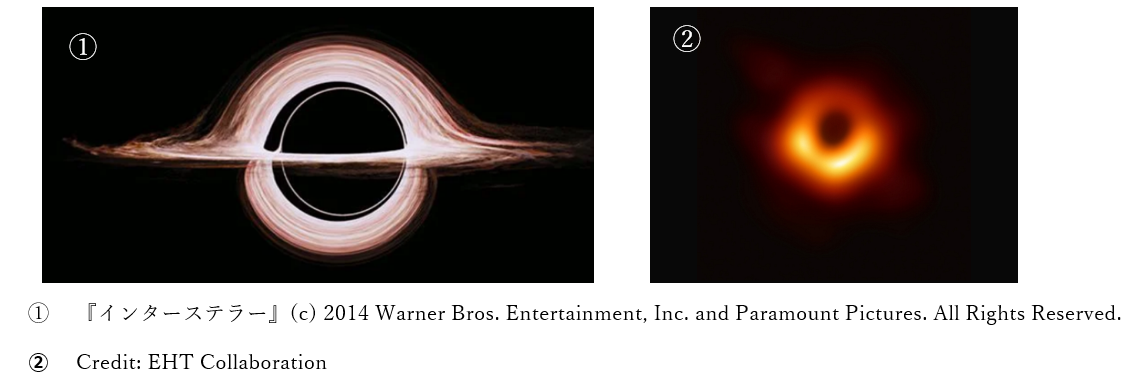 ①
②
① 『インターステラー』(c) 2014 Warner Bros. Entertainment, Inc. and Paramount Pictures. All Rights Reserved.
② Credit: EHT Collaboration